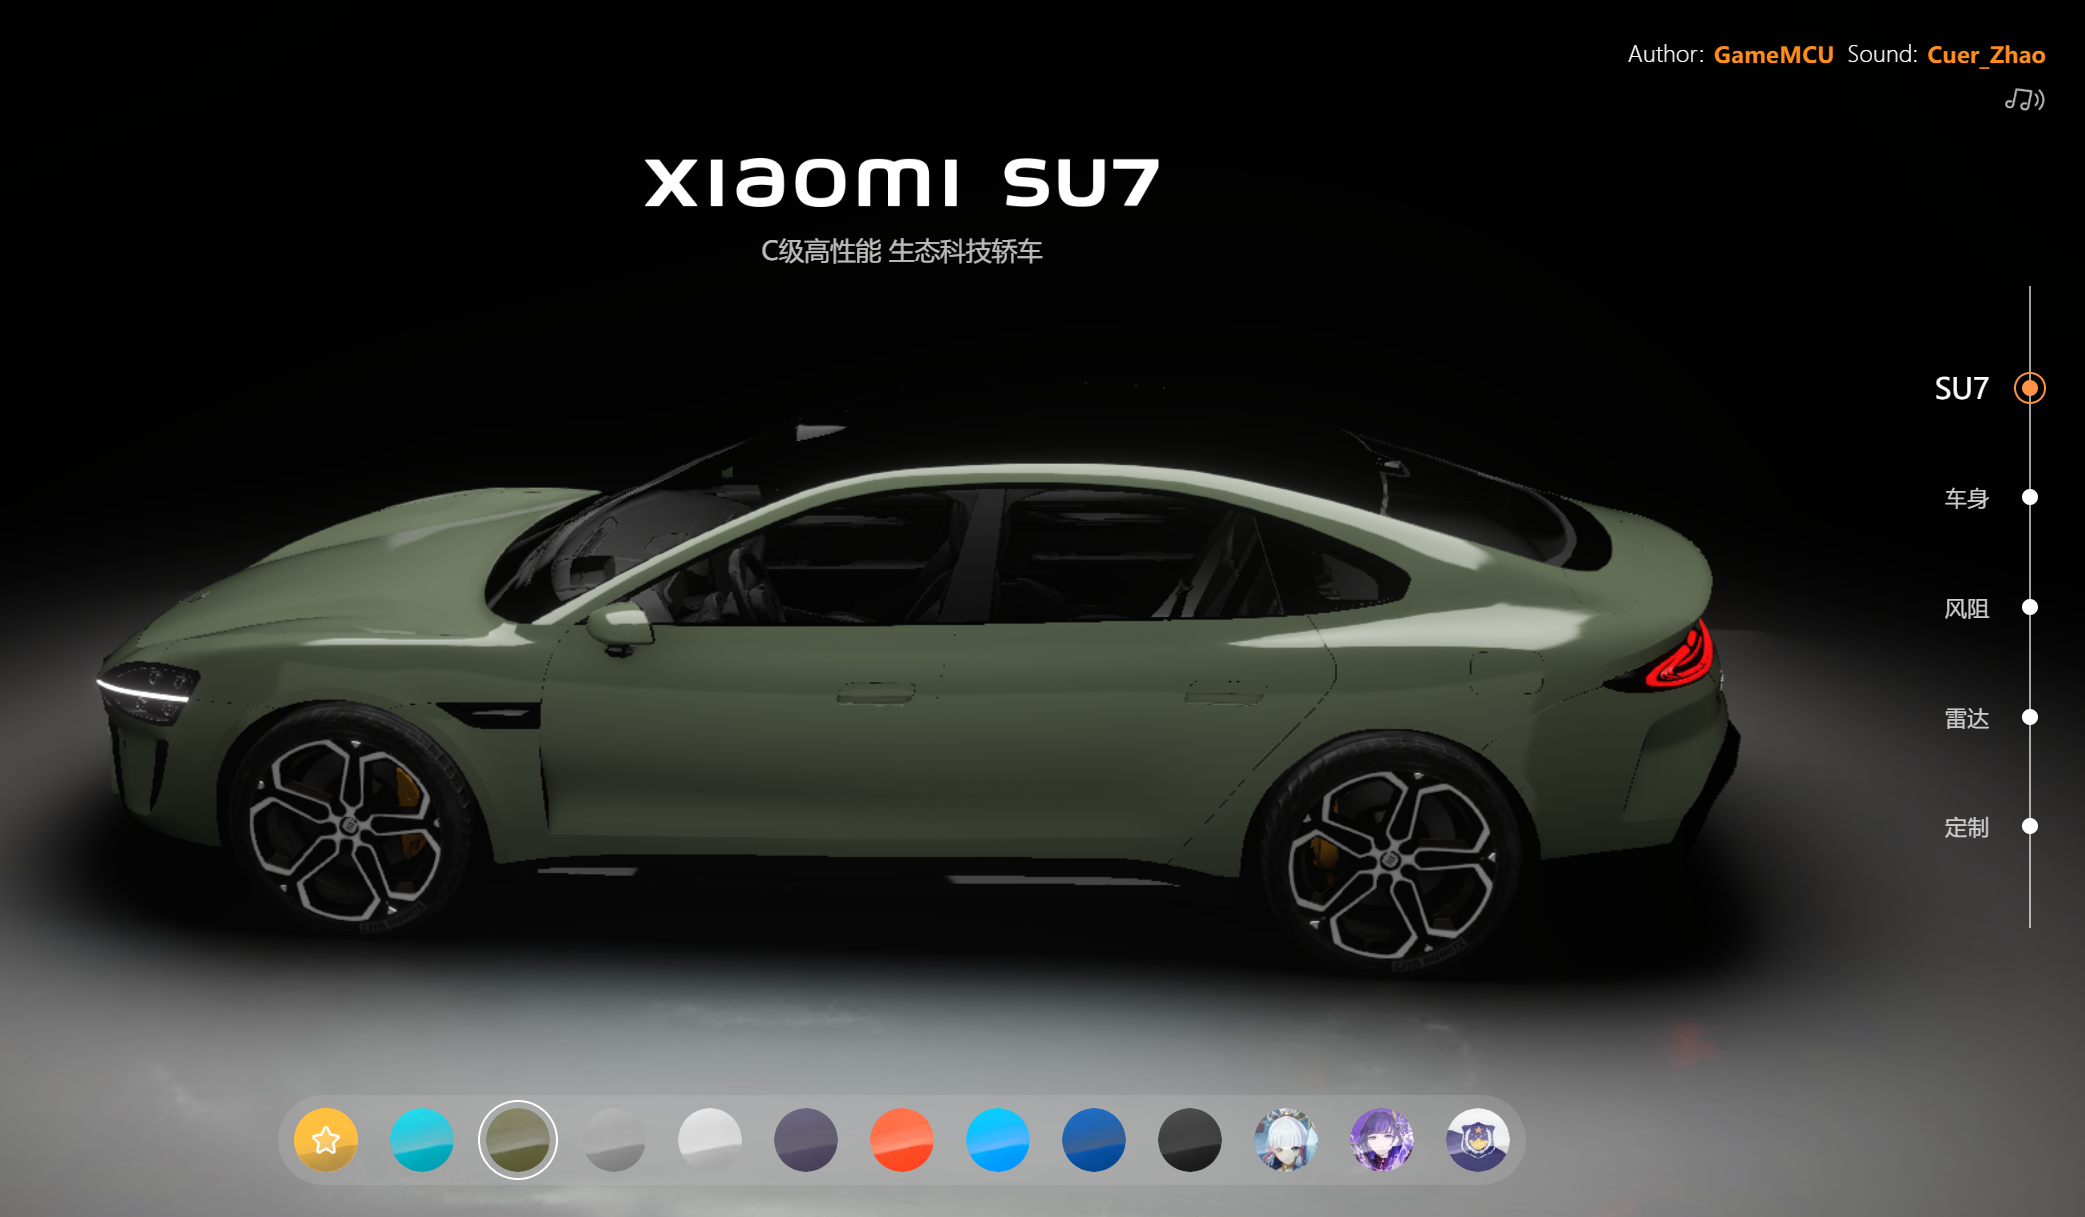 Author: GameMCU Sound: Cuer_Zhao
XIAOMI SU7
C级高性能 生态科技轿车
SU7
车身
风阻
雷达
定制